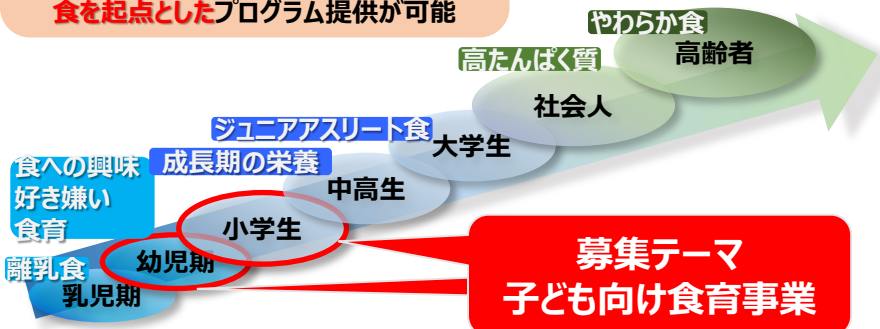 食を起点としたプログラム提供が可能
やわらか食
高齢者
高たんぱく質
社会人
ジュニアアスリート食
大学生
成長期の栄養
中高生
食への興味
好き嫌い
食育
小学生
離乳食
幼児期
乳児期
募集テーマ
子ども向け食育事業